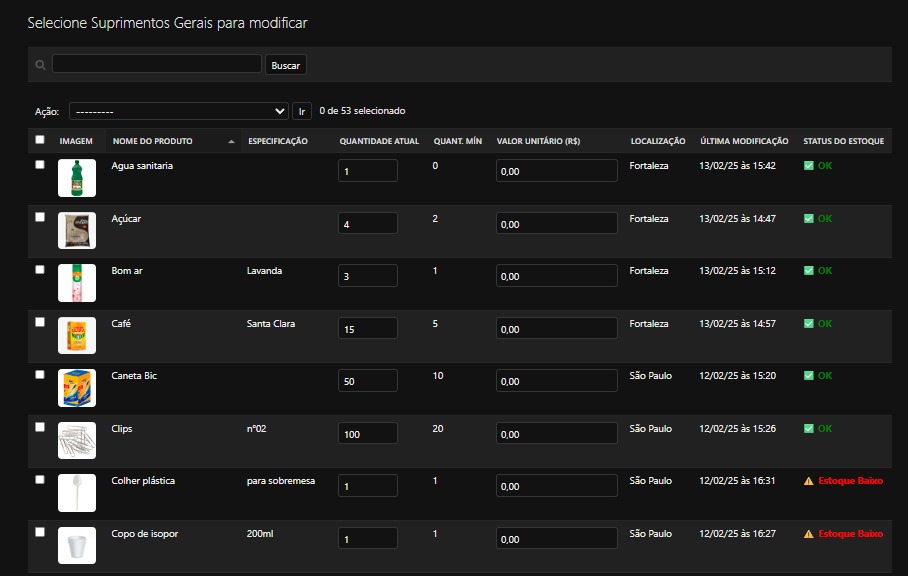 Selecione Suprimentos Gerais para modificar
Buscar
Ação: --------- Ir 0 de 53 selecionado
IMAGEM NOME DO PRODUTO ESPECIFICAÇÃO QUANTIDADE ATUAL QUANT. MÍN VALOR UNITÁRIO (R$) LOCALIZAÇÃO ÚLTIMA MODIFICAÇÃO STATUS DO ESTOQUE
Agua sanitaria 1 0 0,00 Fortaleza 13/02/25 às 15:42 OK
Açúcar 4 2 0,00 Fortaleza 13/02/25 às 14:47 OK
Bom ar Lavanda 3 1 0,00 Fortaleza 13/02/25 às 15:12 OK
Café Santa Clara 15 5 0,00 Fortaleza 13/02/25 às 14:57 OK
Caneta Bic 50 10 0,00 São Paulo 12/02/25 às 15:20 OK
Clips nº02 100 20 0,00 São Paulo 12/02/25 às 15:26 OK
Colher plástica para sobremesa 1 1 0,00 São Paulo 12/02/25 às 16:31 Estoque Baixo
Copo de isopor 200ml 1 1 0,00 São Paulo 12/02/25 às 16:27 Estoque Baixo